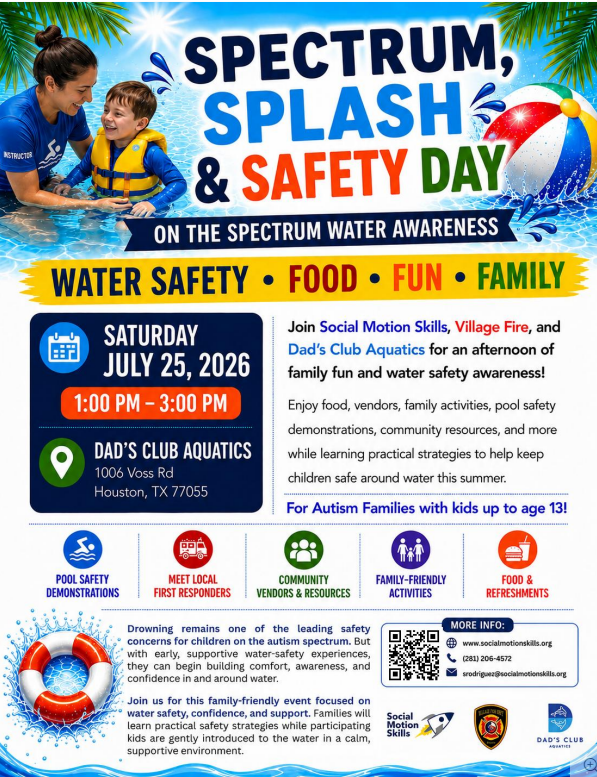 SPECTRUM,
SPLASH
& SAFETY DAY
INSTRUCTOR
ON THE SPECTRUM WATER AWARENESS
WATER SAFETY • FOOD • FUN • FAMILY
SATURDAY
JULY 25, 2026
1:00 PM – 3:00 PM
DAD'S CLUB AQUATICS
1006 Voss Rd
Houston, TX 77055
Join Social Motion Skills, Village Fire, and
Dad's Club Aquatics for an afternoon of
family fun and water safety awareness!
Enjoy food, vendors, family activities, pool safety
demonstrations, community resources, and more
while learning practical strategies to help keep
children safe around water this summer.
For Autism Families with kids up to age 13!
POOL SAFETY
DEMONSTRATIONS
MEET LOCAL
FIRST RESPONDERS
COMMUNITY
VENDORS & RESOURCES
FAMILY-FRIENDLY
ACTIVITIES
FOOD &
REFRESHMENTS
Drowning remains one of the leading safety
concerns for children on the autism spectrum. But
with early, supportive water-safety experiences,
they can begin building comfort, awareness, and
confidence in and around water.
Join us for this family-friendly event focused on
water safety, confidence, and support. Families will
learn practical safety strategies while participating
kids are gently introduced to the water in a calm,
supportive environment.
MORE INFO:
www.socialmotionskills.org
(281) 206-4572
srodriguez@socialmotionskills.org
Social
Motion
Skills
DAD'S CLUB
AQUATICS